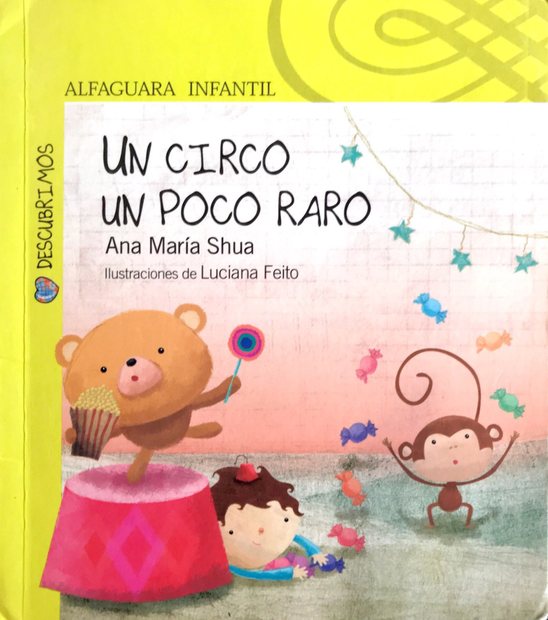 ALFAGUARA INFANTIL
DESCUBRIMOS
UN CIRCO
UN POCO RARO
Ana María Shua
Ilustraciones de Luciana Feito